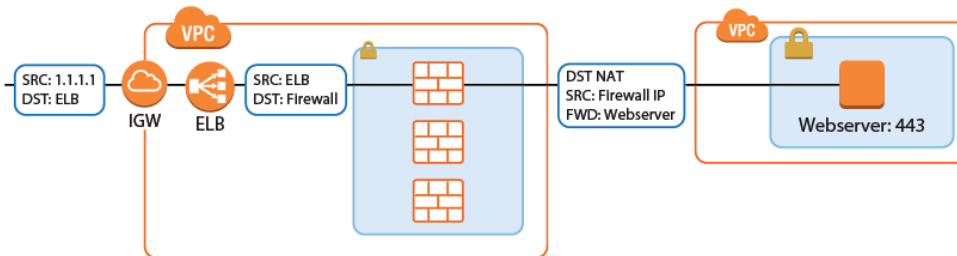 VPC
SRC: 1.1.1.1
DST: ELB
IGW
ELB
SRC: ELB
DST: Firewall
DST NAT
SRC: Firewall IP
FWD: Webserver
VPC
Webserver: 443